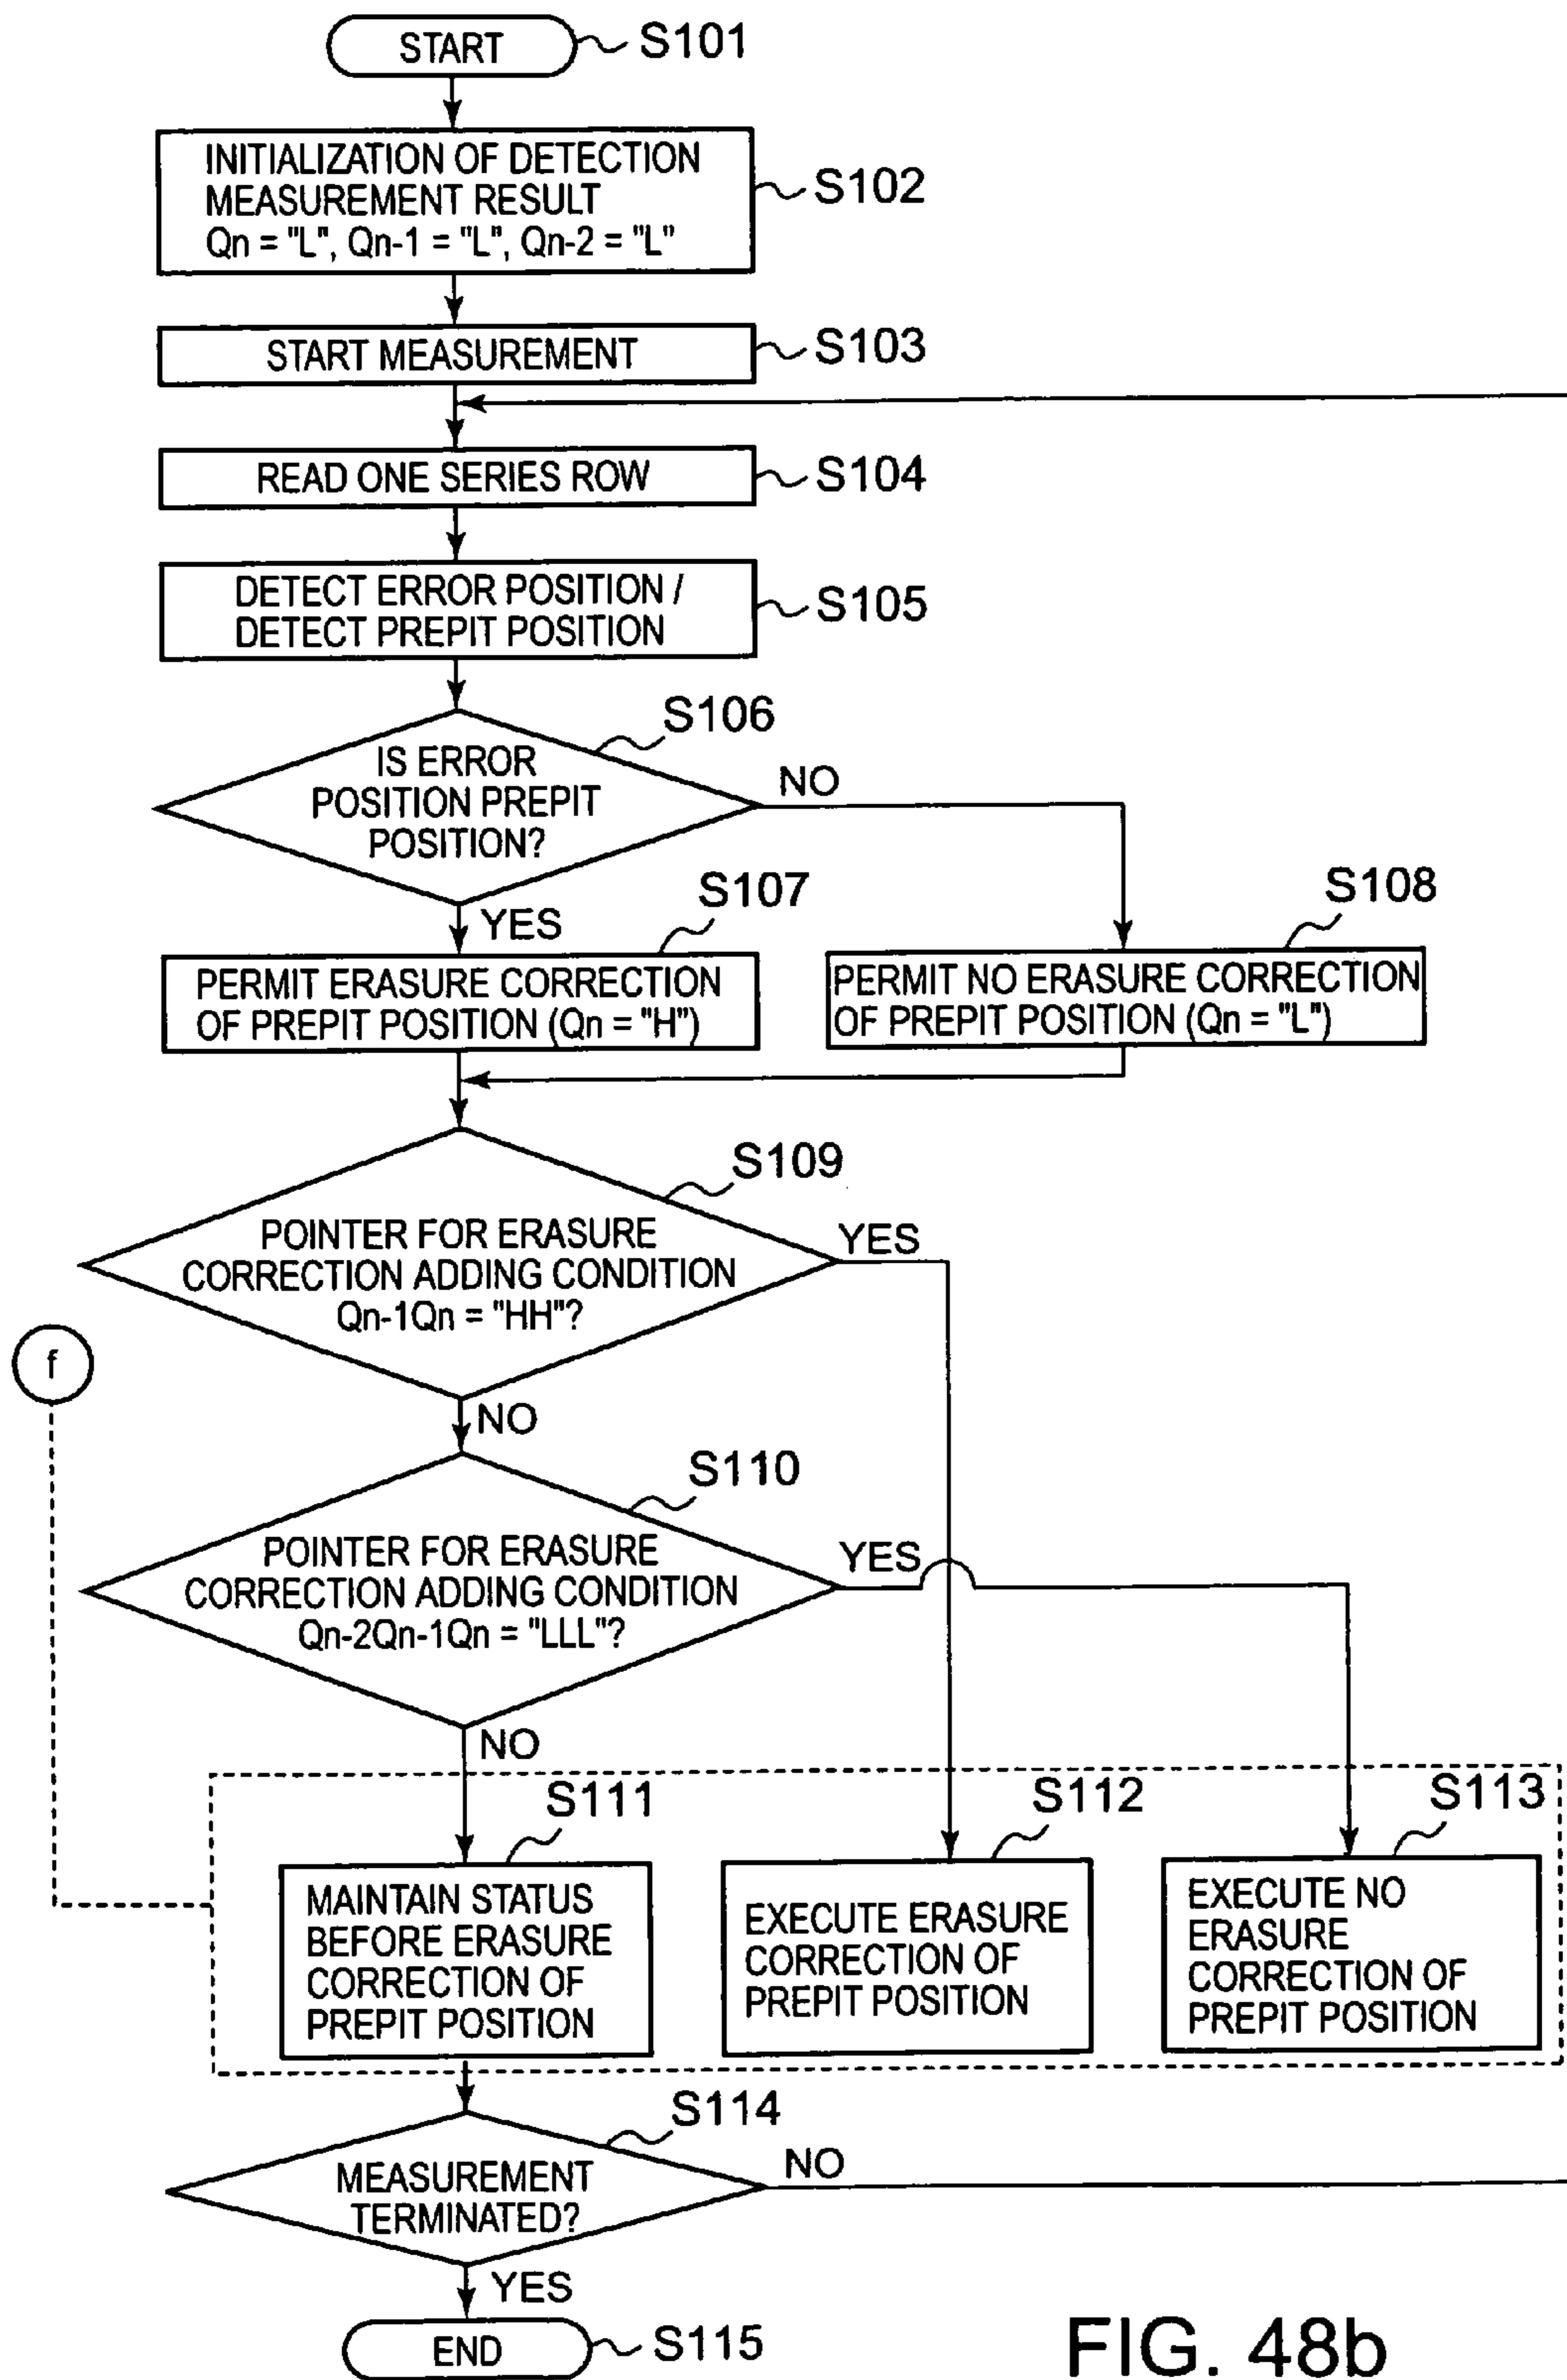 START
S101
INITIALIZATION OF DETECTION
MEASUREMENT RESULT
Qn = "L", Qn-1 = "L", Qn-2 = "L"
S102
START MEASUREMENT
S103
READ ONE SERIES ROW
S104
DETECT ERROR POSITION /
DETECT PREPIT POSITION
S105
S106
IS ERROR
POSITION PREPIT
POSITION?
NO
YES
S107
S108
PERMIT ERASURE CORRECTION
OF PREPIT POSITION (Qn = "H")
PERMIT NO ERASURE CORRECTION
OF PREPIT POSITION (Qn = "L")
S109
POINTER FOR ERASURE
CORRECTION ADDING CONDITION
Qn-1Qn = "HH"?
YES
f
NO
S110
POINTER FOR ERASURE
CORRECTION ADDING CONDITION
Qn-2Qn-1Qn = "LLL"?
YES
NO
S111
S112
S113
MAINTAIN STATUS
BEFORE ERASURE
CORRECTION OF
PREPIT POSITION
EXECUTE ERASURE
CORRECTION OF
PREPIT POSITION
EXECUTE NO
ERASURE
CORRECTION OF
PREPIT POSITION
S114
MEASUREMENT
TERMINATED?
NO
YES
END
S115
FIG. 48b